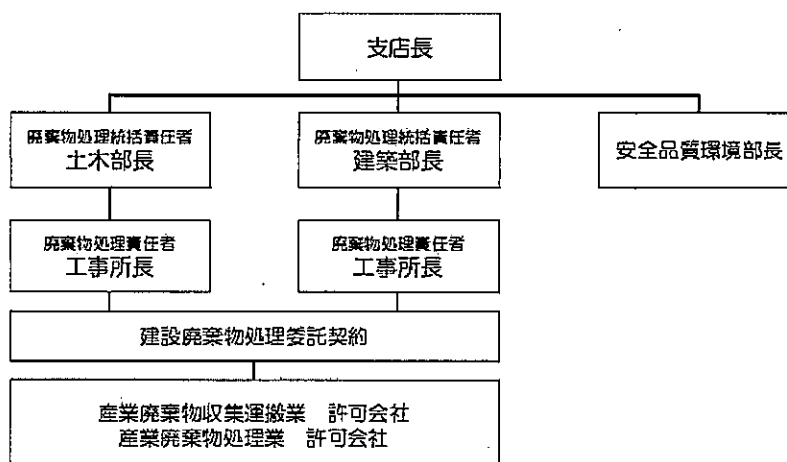 支店長
廃棄物処理統括責任者
土木部長
廃棄物処理統括責任者
建築部長
安全品質環境部長
廃棄物処理責任者
工事所長
廃棄物処理責任者
工事所長
建設廃棄物処理委託契約
産業廃棄物収集運搬業　許可会社
産業廃棄物処理業　許可会社